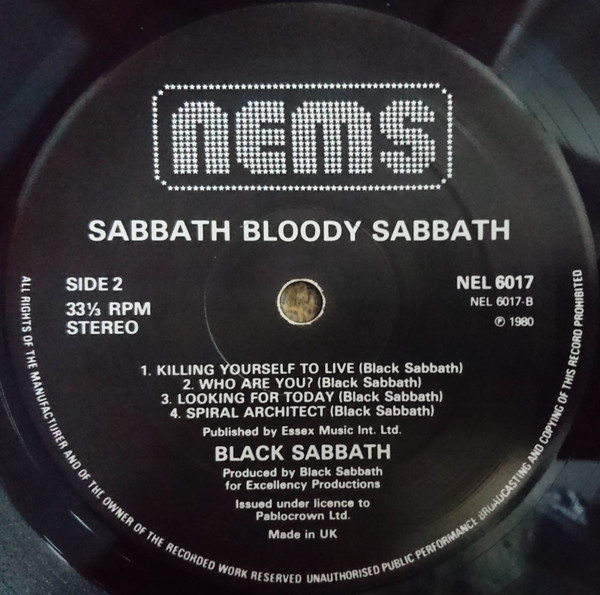 nems
SABBATH BLOODY SABBATH
SIDE 2
33⅓ RPM
STEREO
NEL 6017
NEL 6017-B
Ⓟ 1980
1. KILLING YOURSELF TO LIVE (Black Sabbath)
2. WHO ARE YOU? (Black Sabbath)
3. LOOKING FOR TODAY (Black Sabbath)
4. SPIRAL ARCHITECT (Black Sabbath)
Published by Essex Music Int. Ltd.
BLACK SABBATH
Produced by Black Sabbath
for Excellency Productions
Issued under licence to
Pablocrown Ltd.
Made in UK
ALL RIGHTS OF THE MANUFACTURER AND OF THE OWNER OF THE RECORDED WORK RESERVED UNAUTHORISED PUBLIC PERFORMANCE BROADCASTING AND COPYING OF THIS RECORD PROHIBITED